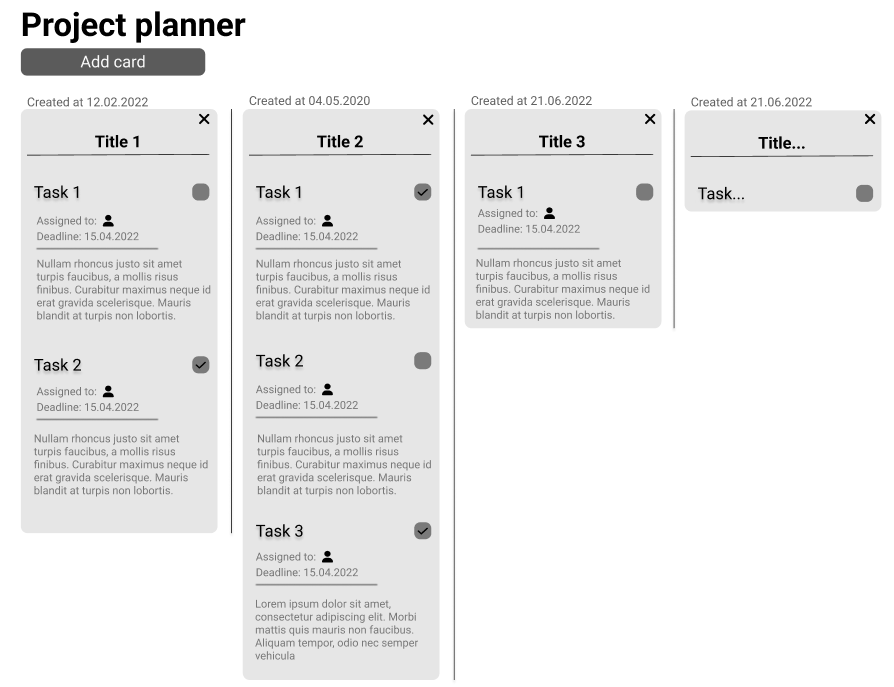 Project planner
Add card
Created at 12.02.2022
Title 1
Task 1
Assigned to:
Deadline: 15.04.2022
Nullam rhoncus justo sit amet
turpis faucibus, a mollis risus
finibus. Curabitur maximus neque id
erat gravida scelerisque. Mauris
blandit at turpis non lobortis.
Task 2
Assigned to:
Deadline: 15.04.2022
Nullam rhoncus justo sit amet
turpis faucibus, a mollis risus
finibus. Curabitur maximus neque id
erat gravida scelerisque. Mauris
blandit at turpis non lobortis.
Created at 04.05.2020
Title 2
Task 1
Assigned to:
Deadline: 15.04.2022
Nullam rhoncus justo sit amet
turpis faucibus, a mollis risus
finibus. Curabitur maximus neque id
erat gravida scelerisque. Mauris
blandit at turpis non lobortis.
Task 2
Assigned to:
Deadline: 15.04.2022
Nullam rhoncus justo sit amet
turpis faucibus, a mollis risus
finibus. Curabitur maximus neque id
erat gravida scelerisque. Mauris
blandit at turpis non lobortis.
Task 3
Assigned to:
Deadline: 15.04.2022
Lorem ipsum dolor sit amet,
consectetur adipiscing elit. Morbi
mattis quis mauris non faucibus.
Aliquam tempor, odio nec semper
vehicula
Created at 21.06.2022
Title 3
Task 1
Assigned to:
Deadline: 15.04.2022
Nullam rhoncus justo sit amet
turpis faucibus, a mollis risus
finibus. Curabitur maximus neque id
erat gravida scelerisque. Mauris
blandit at turpis non lobortis.
Created at 21.06.2022
Title...
Task...